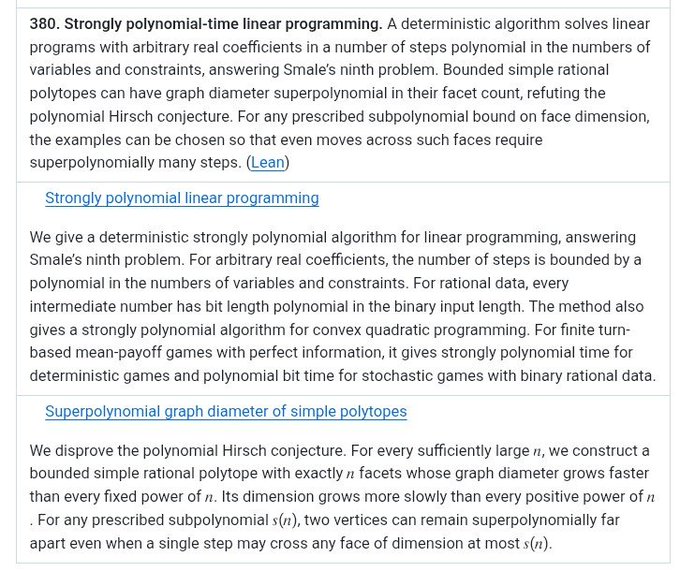 380. Strongly polynomial-time linear programming. A deterministic algorithm solves linear
programs with arbitrary real coefficients in a number of steps polynomial in the numbers of
variables and constraints, answering Smale’s ninth problem. Bounded simple rational
polytopes can have graph diameter superpolynomial in their facet count, refuting the
polynomial Hirsch conjecture. For any prescribed subpolynomial bound on face dimension,
the examples can be chosen so that even moves across such faces require
superpolynomially many steps. (Lean)
Strongly polynomial linear programming
We give a deterministic strongly polynomial algorithm for linear programming, answering
Smale’s ninth problem. For arbitrary real coefficients, the number of steps is bounded by a
polynomial in the numbers of variables and constraints. For rational data, every
intermediate number has bit length polynomial in the binary input length. The method also
gives a strongly polynomial algorithm for convex quadratic programming. For finite turn-
based mean-payoff games with perfect information, it gives strongly polynomial time for
deterministic games and polynomial bit time for stochastic games with binary rational data.
Superpolynomial graph diameter of simple polytopes
We disprove the polynomial Hirsch conjecture. For every sufficiently large n, we construct a
bounded simple rational polytope with exactly n facets whose graph diameter grows faster
than every fixed power of n. Its dimension grows more slowly than every positive power of n
. For any prescribed subpolynomial s(n), two vertices can remain superpolynomially far
apart even when a single step may cross any face of dimension at most s(n).